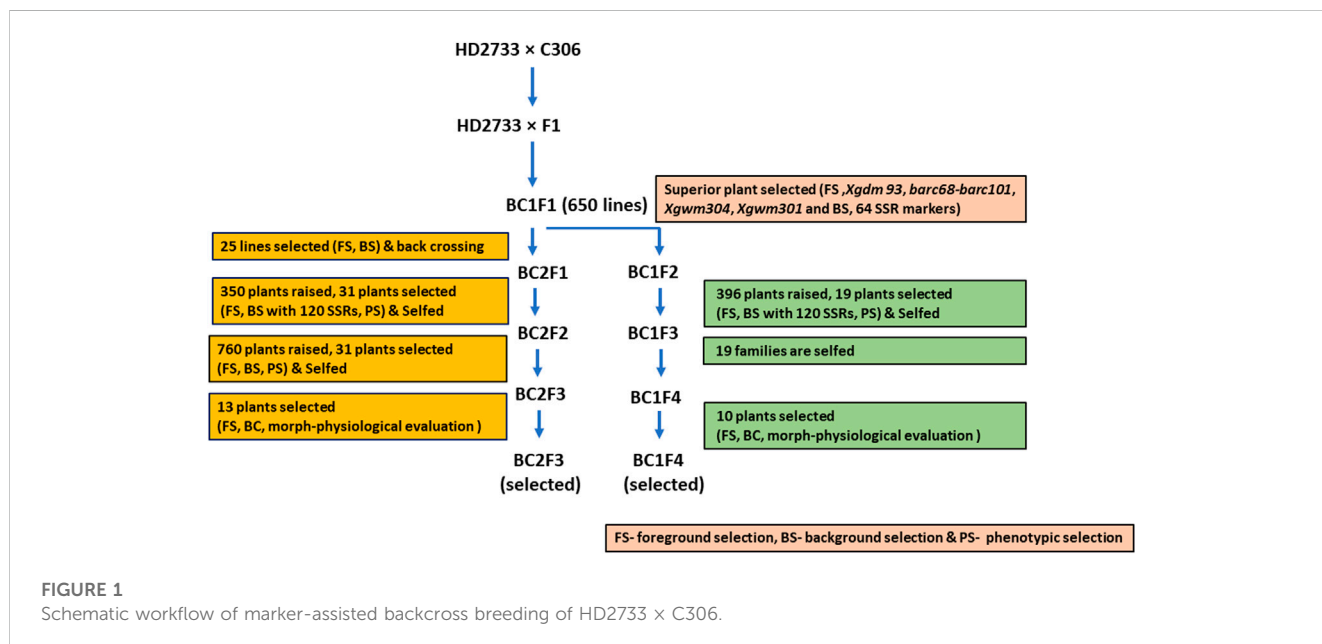 HD2733 × C306
HD2733 × F1
BC1F1 (650 lines)
Superior plant selected (FS ,Xgdm 93, barc68-barc101,
Xgwm304, Xgwm301 and BS, 64 SSR markers)
25 lines selected (FS, BS) & back crossing
BC2F1
BC1F2
350 plants raised, 31 plants selected
(FS, BS with 120 SSRs, PS) & Selfed
396 plants raised, 19 plants selected
(FS, BS with 120 SSRs, PS) & Selfed
BC2F2
BC1F3
760 plants raised, 31 plants selected
(FS, BS, PS) & Selfed
19 families are selfed
BC2F3
BC1F4
13 plants selected
(FS, BC, morph-physiological evaluation )
10 plants selected
(FS, BC, morph-physiological evaluation )
BC2F3
(selected)
BC1F4
(selected)
FS- foreground selection, BS- background selection & PS- phenotypic selection
FIGURE 1
Schematic workflow of marker-assisted backcross breeding of HD2733 × C306.